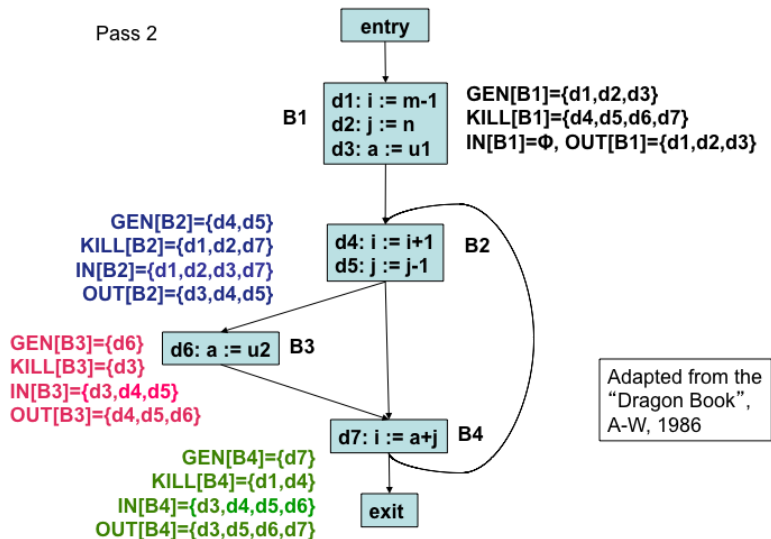 Pass 2
entry
B1
d1: i := m-1
d2: j := n
d3: a := u1
GEN[B1]={d1,d2,d3}
KILL[B1]={d4,d5,d6,d7}
IN[B1]=Φ, OUT[B1]={d1,d2,d3}
GEN[B2]={d4,d5}
KILL[B2]={d1,d2,d7}
IN[B2]={d1,d2,d3,d7}
OUT[B2]={d3,d4,d5}
d4: i := i+1
d5: j := j-1
B2
GEN[B3]={d6}
KILL[B3]={d3}
IN[B3]={d3,d4,d5}
OUT[B3]={d4,d5,d6}
d6: a := u2
B3
Adapted from the
“Dragon Book”,
A-W, 1986
d7: i := a+j
B4
GEN[B4]={d7}
KILL[B4]={d1,d4}
IN[B4]={d3,d4,d5,d6}
OUT[B4]={d3,d5,d6,d7}
exit